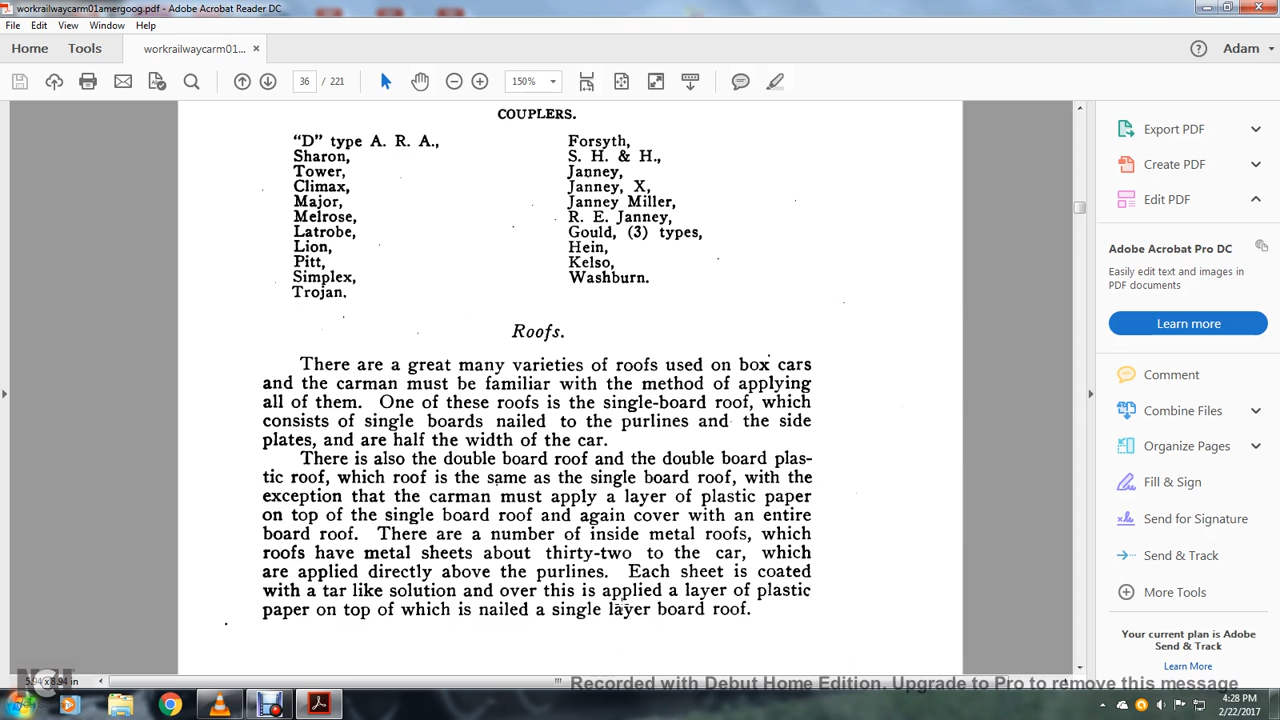 workrailwaycarm01amergoog.pdf - Adobe Acrobat Reader DC
File Edit View Window Help
Home Tools workrailwaycarm01... × Adam
36 / 221 150%
COUPLERS.
"D" type A. R. A.,
Sharon,
Tower,
Climax,
Major,
Melrose,
Latrobe,
Lion,
Pitt,
Simplex,
Trojan.
Forsyth,
S. H. & H.,
Janney,
Janney, X,
Janney Miller,
R. E. Janney,
Gould, (3) types,
Hein,
Kelso,
Washburn.
Roofs.
There are a great many varieties of roofs used on box cars
and the carman must be familiar with the method of applying
all of them. One of these roofs is the single-board roof, which
consists of single boards nailed to the purlines and the side
plates, and are half the width of the car.
There is also the double board roof and the double board plas-
tic roof, which roof is the same as the single board roof, with the
exception that the carman must apply a layer of plastic paper
on top of the single board roof and again cover with an entire
board roof. There are a number of inside metal roofs, which
roofs have metal sheets about thirty-two to the car, which
are applied directly above the purlines. Each sheet is coated
with a tar like solution and over this is applied a layer of plastic
paper on top of which is nailed a single layer board roof.
Export PDF
Create PDF
Edit PDF
Adobe Acrobat Pro DC
Easily edit text and images in
PDF documents
Learn more
Comment
Combine Files
Organize Pages
Fill & Sign
Send for Signature
Send & Track
More Tools
Your current plan is Adobe
Send & Track
Learn More
5.94 x 8.94 in
NCH
Recorded with Debut Home Edition. Upgrade to Pro to remove this message
4:28 PM
2/22/2017